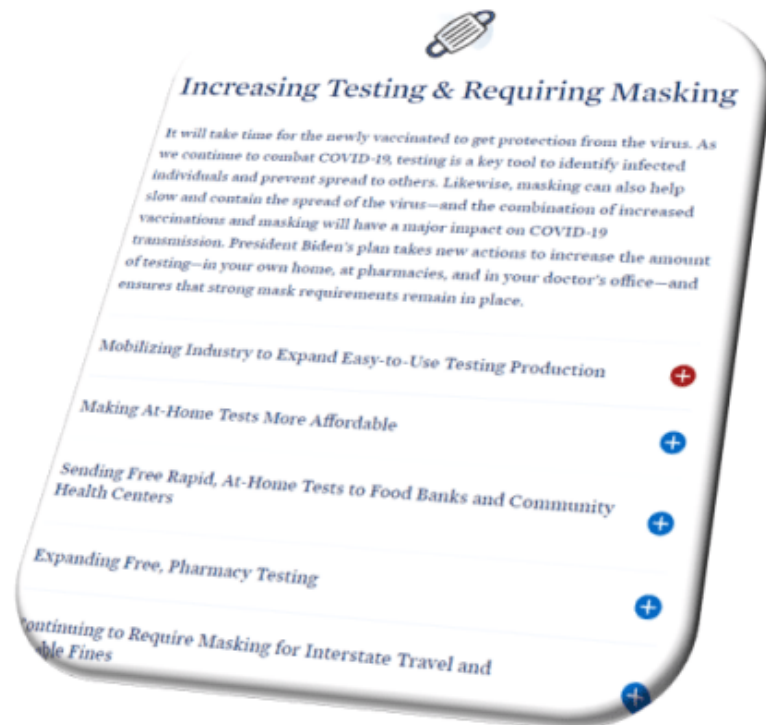 Increasing Testing & Requiring Masking
It will take time for the newly vaccinated to get protection from the virus. As
we continue to combat COVID-19, testing is a key tool to identify infected
individuals and prevent spread to others. Likewise, masking can also help
slow and contain the spread of the virus—and the combination of increased
vaccinations and masking will have a major impact on COVID-19
transmission. President Biden's plan takes new actions to increase the amount
of testing—in your own home, at pharmacies, and in your doctor's office—and
ensures that strong mask requirements remain in place.
Mobilizing Industry to Expand Easy-to-Use Testing Production
Making At-Home Tests More Affordable
Sending Free Rapid, At-Home Tests to Food Banks and Community
Health Centers
Expanding Free, Pharmacy Testing
ontinuing to Require Masking for Interstate Travel and
Fines